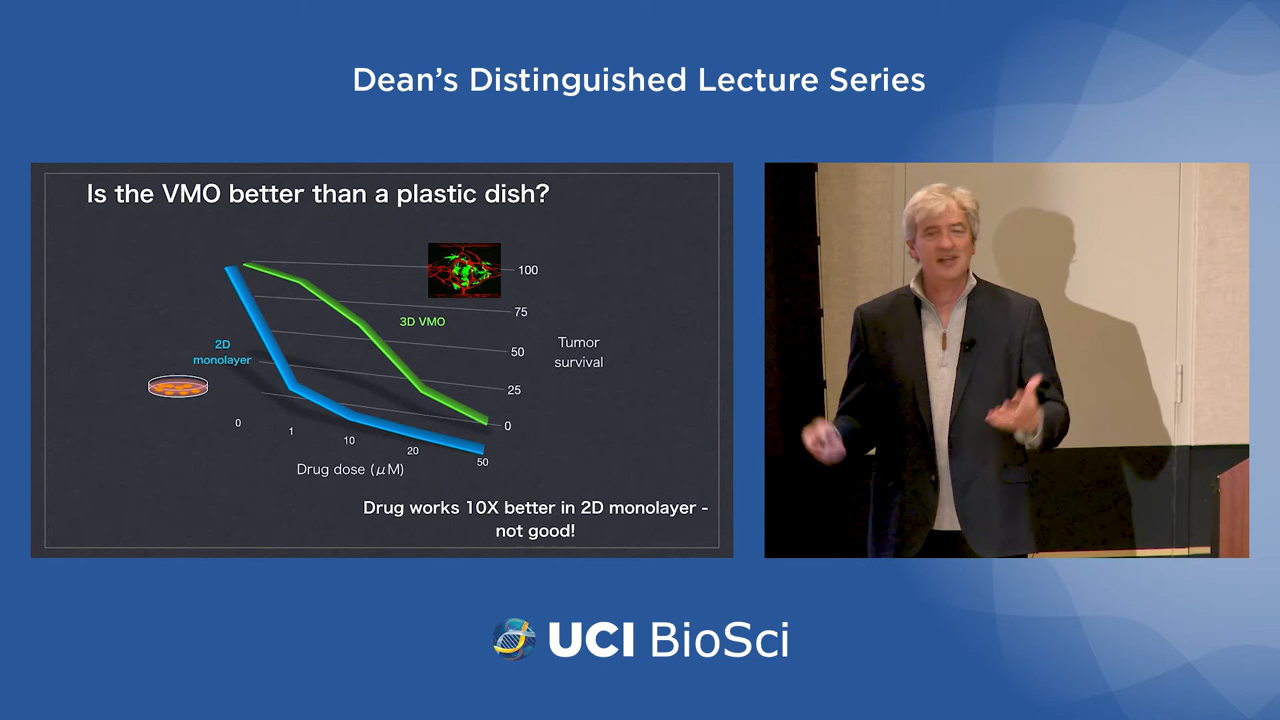 Dean's Distinguished Lecture Series
Is the VMO better than a plastic dish?
100
75
3D VMO
2D
monolayer
50
Tumor
survival
25
0
0
1
10
20
50
Drug dose (μM)
Drug works 10X better in 2D monolayer -
not good!
UCI BioSci